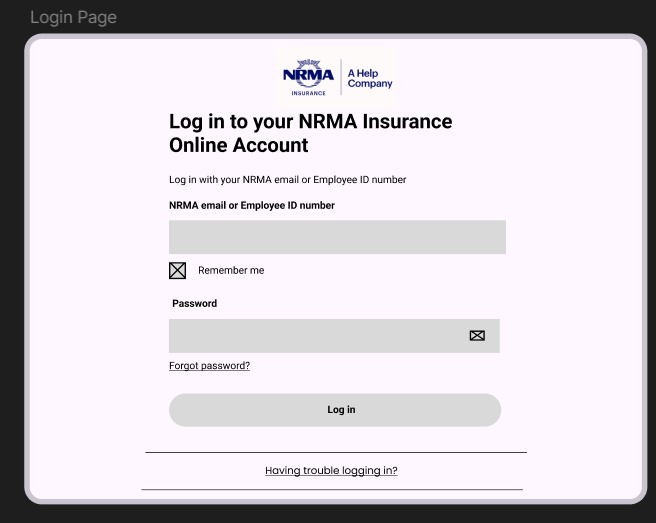 Login Page
NRMA
INSURANCE
A Help
Company
Log in to your NRMA Insurance
Online Account
Log in with your NRMA email or Employee ID number
NRMA email or Employee ID number
Remember me
Password
Forgot password?
Log in
Having trouble logging in?